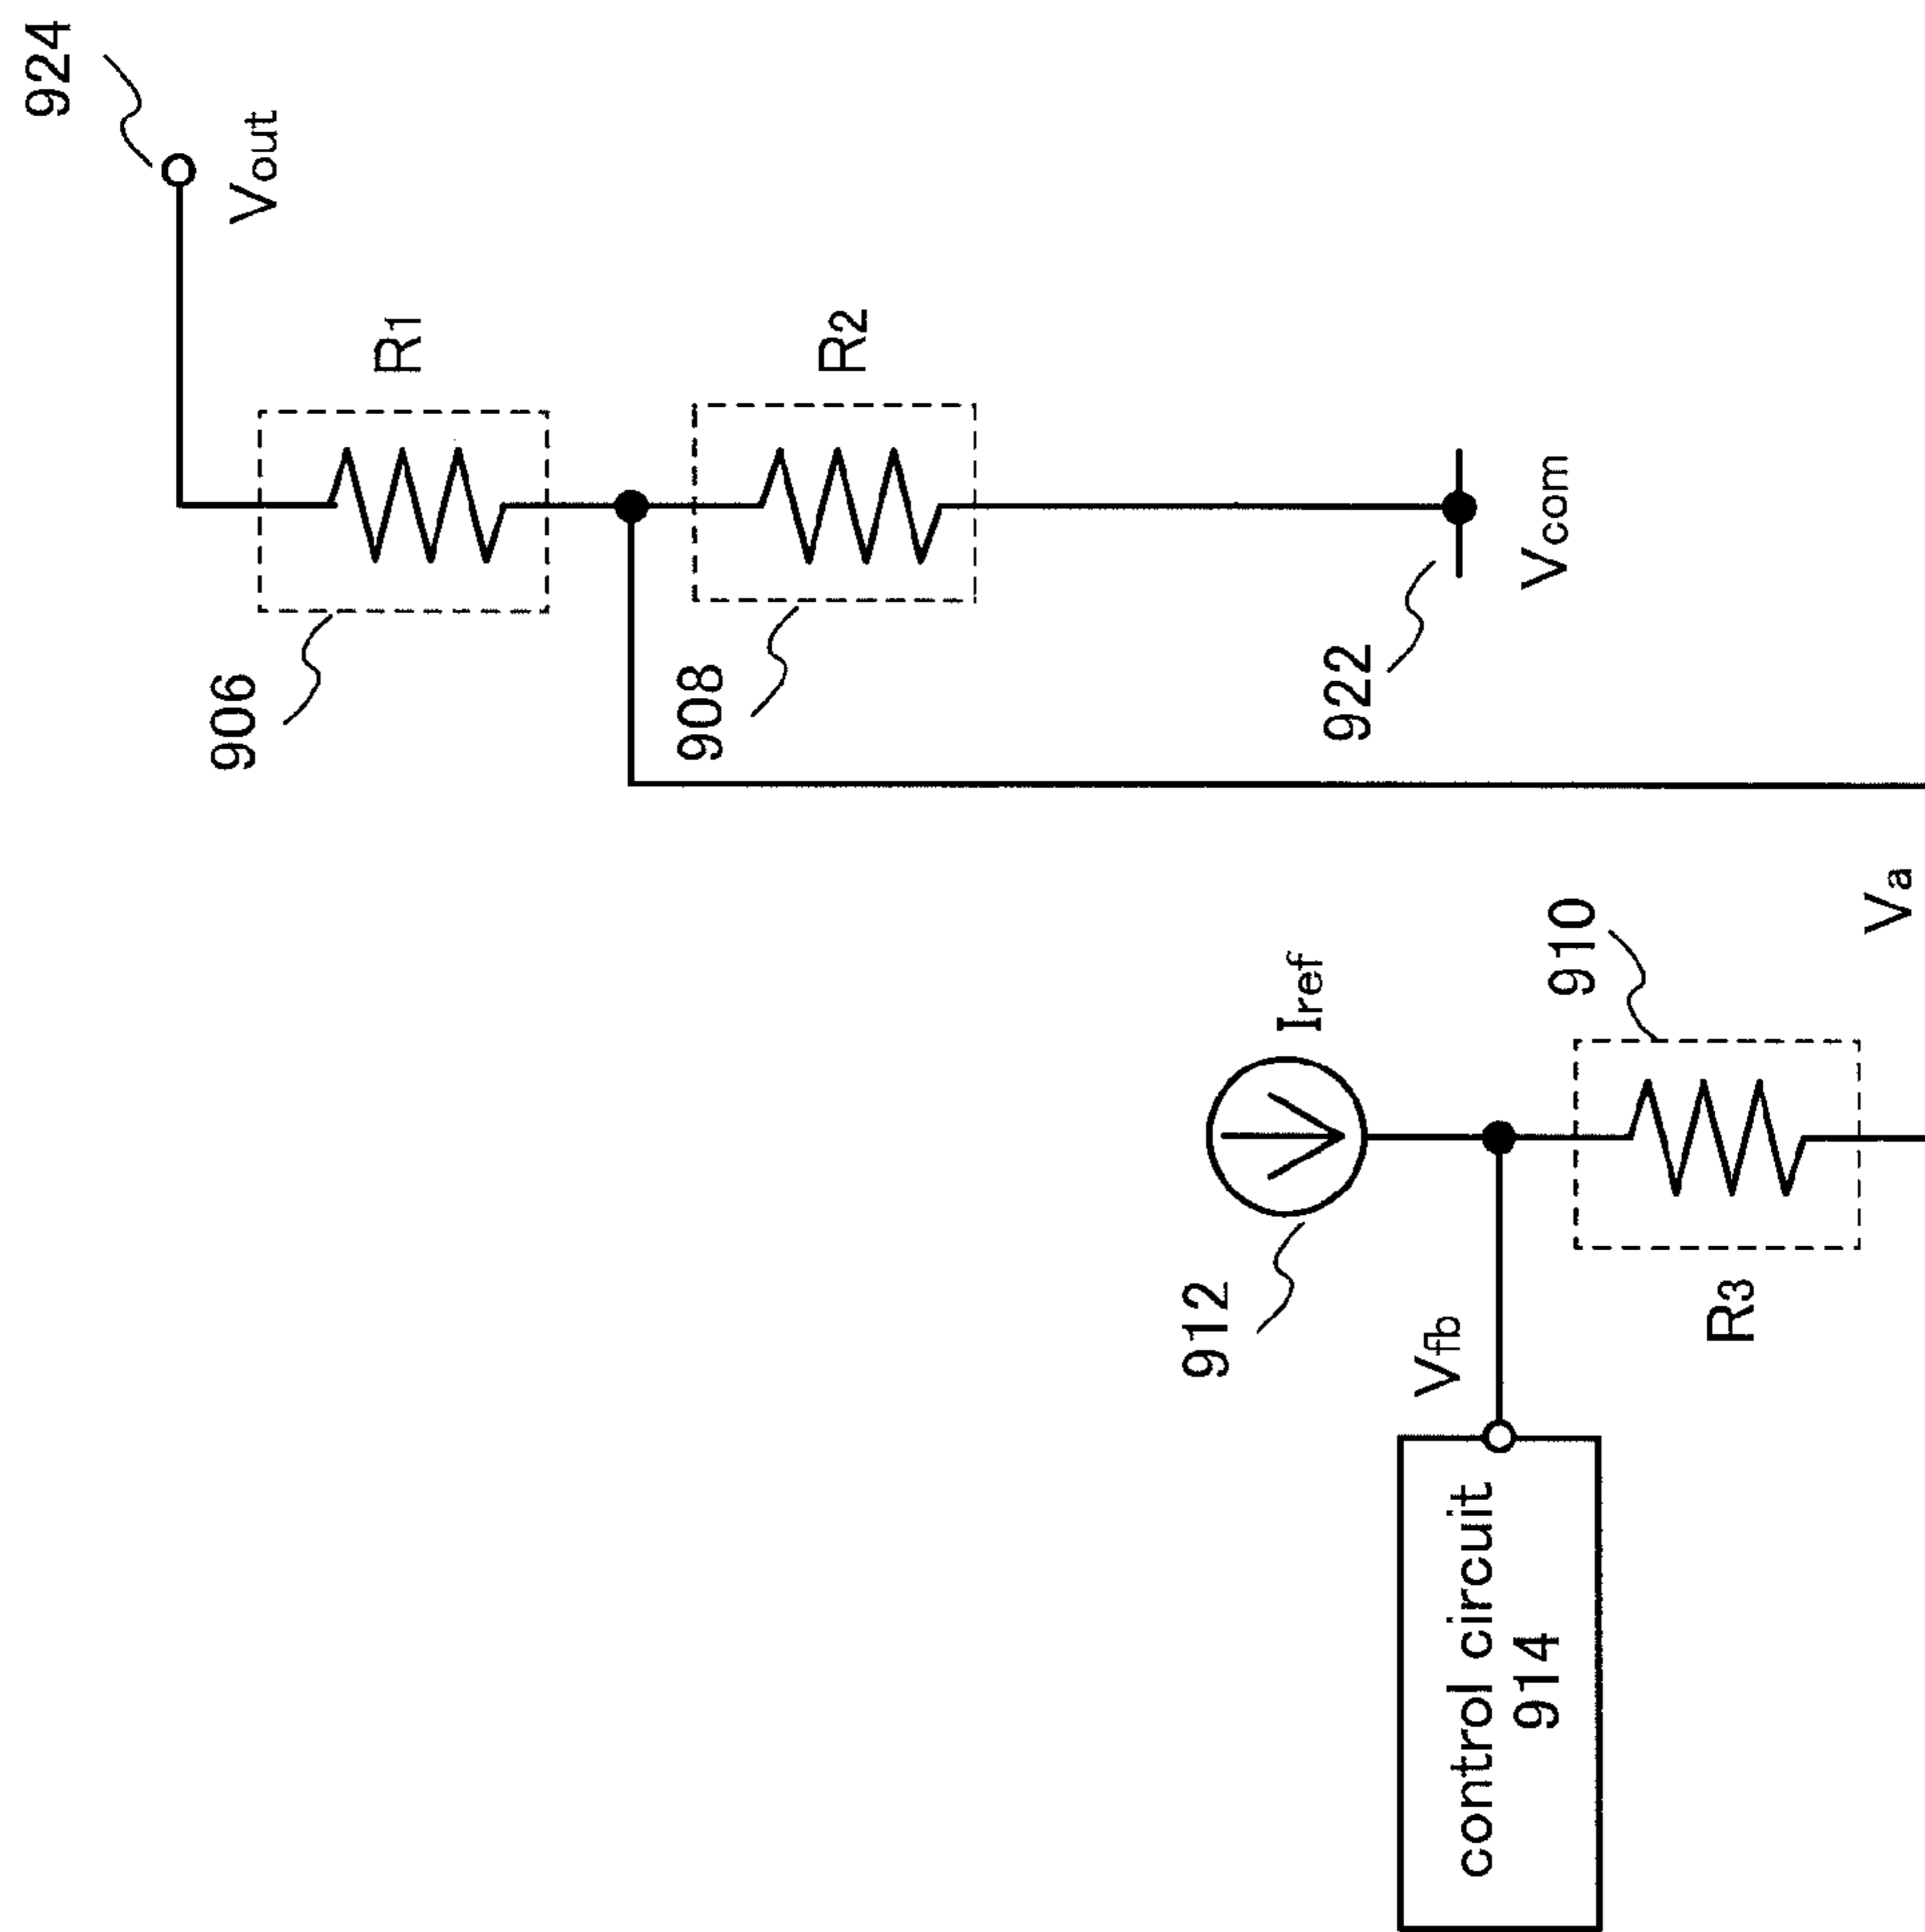 924
Vout
R1
906
R2
908
922
Vcom
Iref
912
910
Va
Vfb
R3
control circuit
914